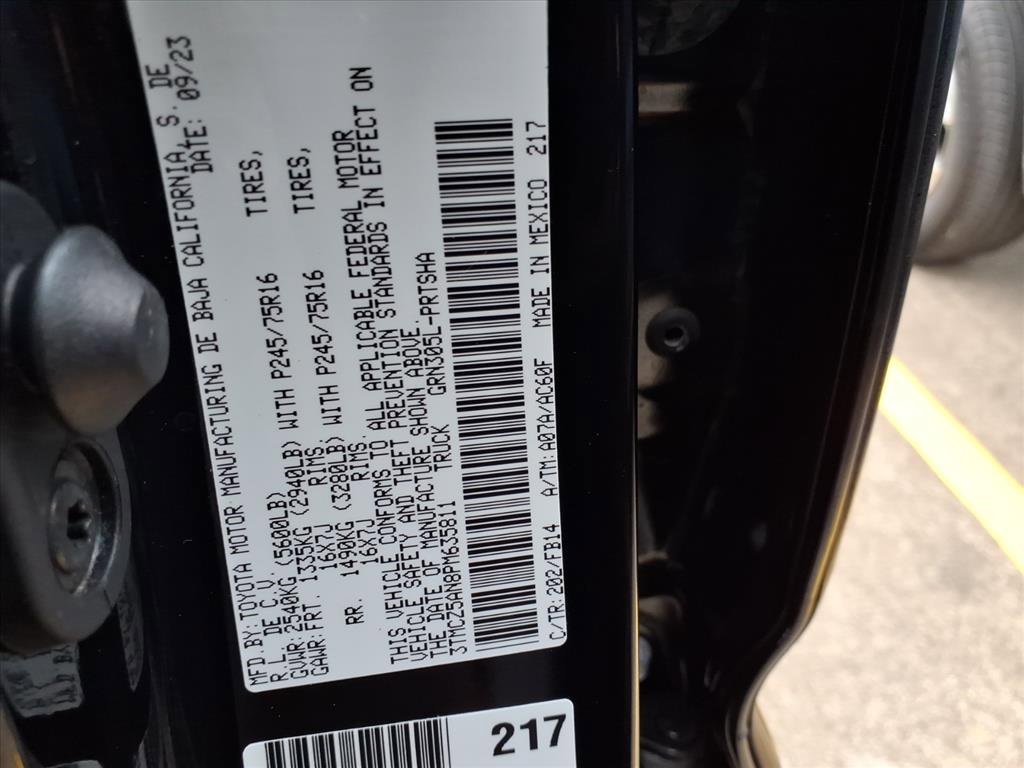 MFD.BY:TOYOTA MOTOR MANUFACTURING DE BAJA CALIFORNIA, S. DE
R.L. DE C.V. DATE: 09/23
GVWR:2540KG (5600LB)
GAWR:FRT. 1335KG (2940LB) WITH P245/75R16 TIRES,
16X7J RIMS.
RR. 1490KG (3280LB) WITH P245/75R16 TIRES,
16X7J RIMS.
THIS VEHICLE CONFORMS TO ALL APPLICABLE FEDERAL MOTOR
VEHICLE SAFETY AND THEFT PREVENTION STANDARDS IN EFFECT ON
THE DATE OF MANUFACTURE SHOWN ABOVE.
3TMCZ5AN8PM635811 TRUCK GRN305L-PRTSHA
C/TR:202/FB14 A/TM:A07A/AC60F MADE IN MEXICO 217
217